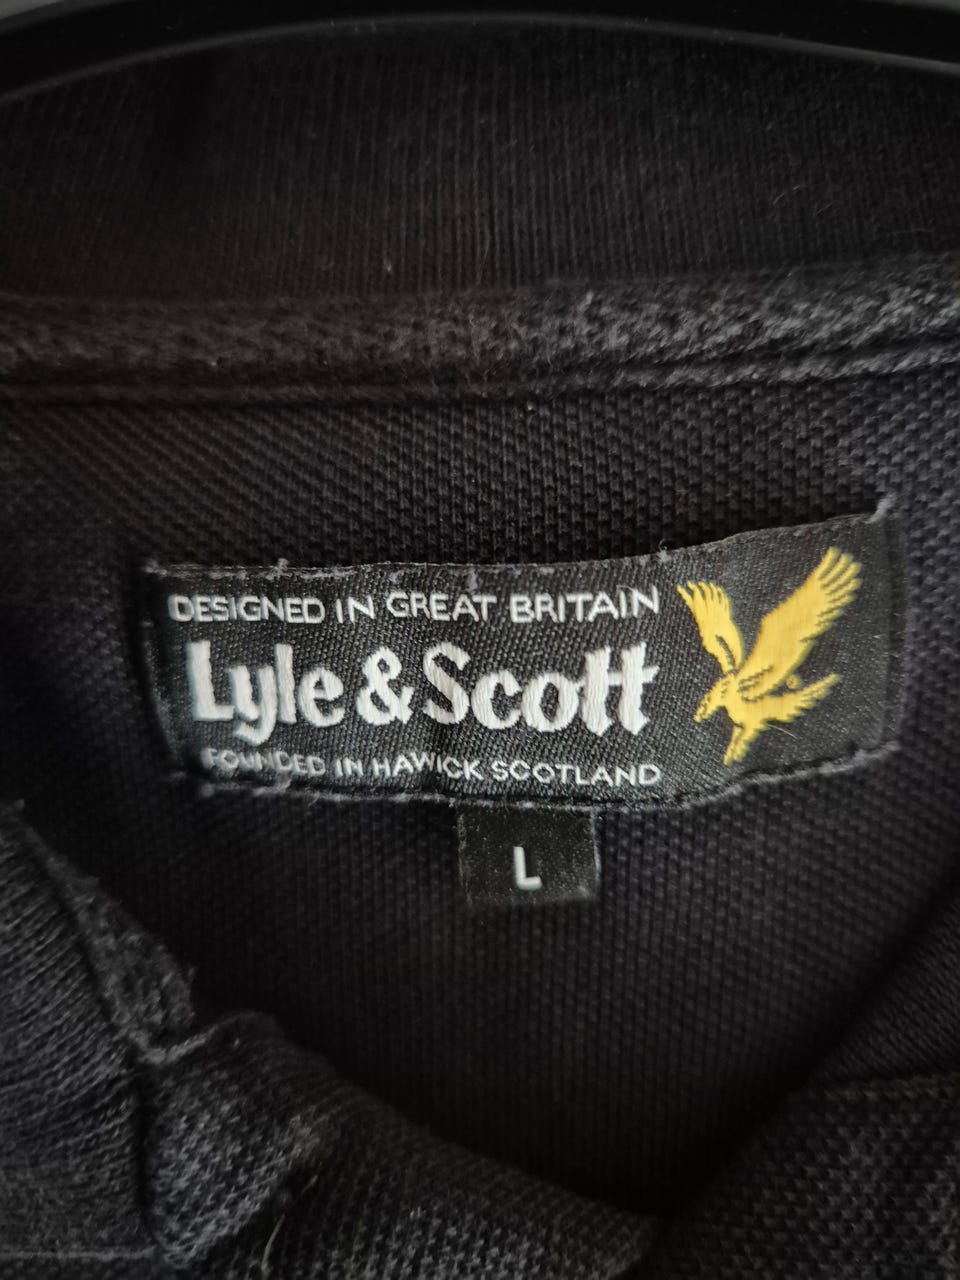 DESIGNED IN GREAT BRITAIN
Lyle & Scott
FOUNDED IN HAWICK SCOTLAND
L